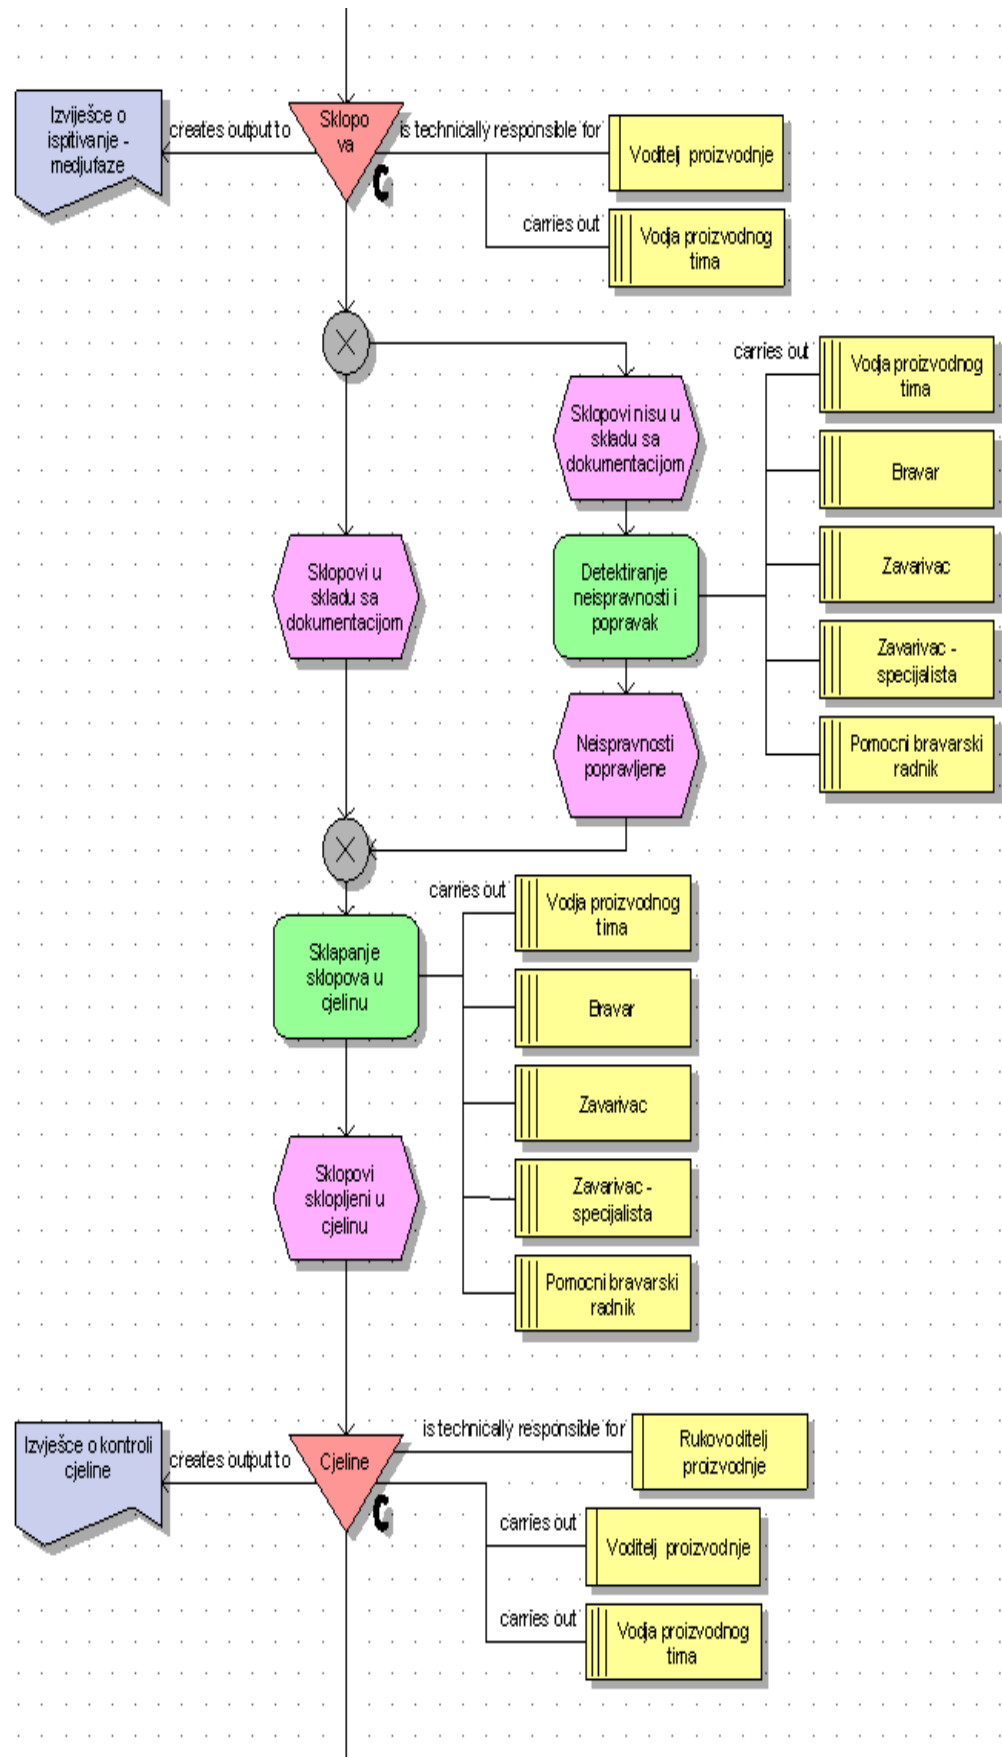 Izviješce o
ispitivanje -
medjufaze
creates output to
Sklopo
va
C
is technically responsible for
Voditelj proizvodnje
carries out
Vodja proizvodnog
tima
carries out
Vodja proizvodnog
tima
Sklopovi nisu u
skladu sa
dokumentacijom
Bravar
Sklopovi u
skladu sa
dokumentacijom
Detektiranje
neispravnosti i
popravak
Zavarivac
Zavarivac -
specijalista
Neispravnosti
popravljene
Pomocni bravarski
radnik
carries out
Vodja proizvodnog
tima
Sklapanje
sklopova u
cjelinu
Bravar
Zavarivac
Sklopovi
sklopljeni u
cjelinu
Zavarivac -
specijalista
Pomocni bravarski
radnik
Izvješce o kontroli
cjeline
creates output to
Cjeline
C
is technically responsible for
Rukovoditelj
proizvodnje
carries out
Voditelj proizvodnje
carries out
Vodja proizvodnog
tima